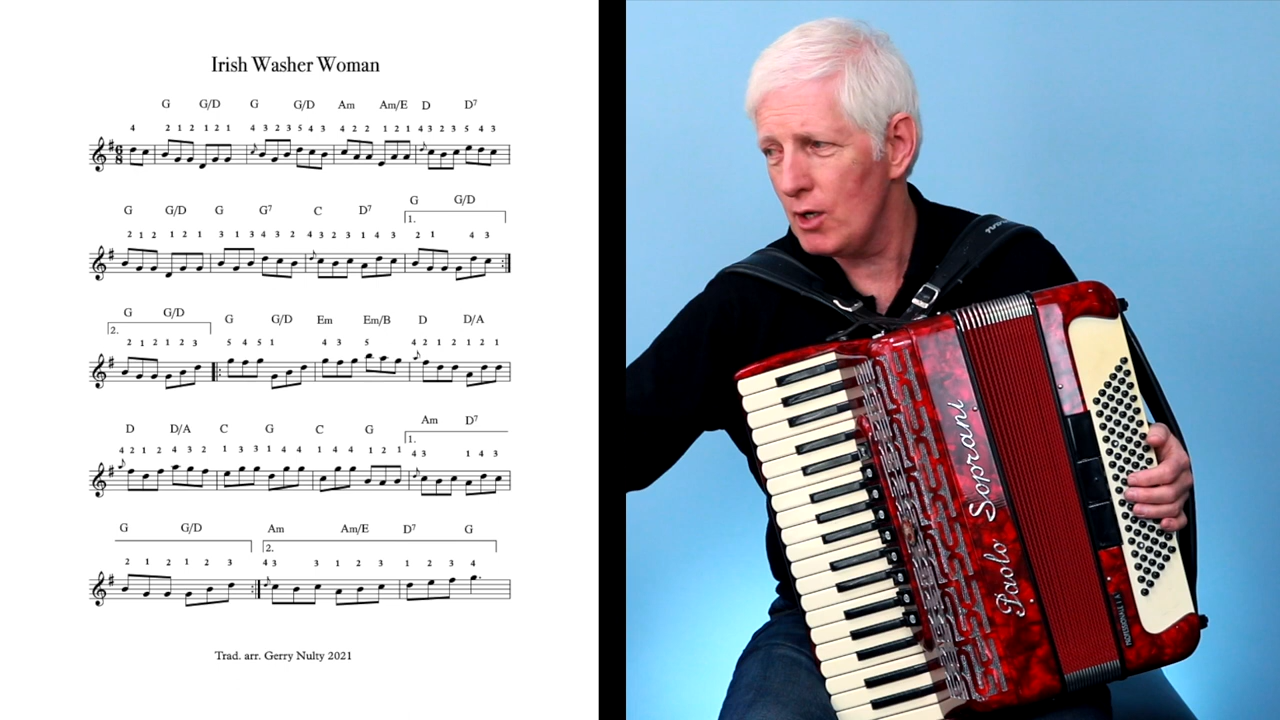 Irish Washer Woman
G G/D G G/D Am Am/E D D7
4 2 1 2 1 2 1 4 3 2 3 5 4 3 4 2 2 1 2 1 4 3 2 3 5 4 3
6
8
G G/D G G7 C D7 G G/D
1.
2 1 2 1 2 1 3 1 3 4 3 2 4 3 2 3 1 4 3 2 1 4 3
G G/D G G/D Em Em/B D D/A
2.
2 1 2 1 2 3 5 4 5 1 4 3 5 4 2 1 2 1 2 1
D D/A C G C G Am D7
1.
4 2 1 2 4 3 2 1 3 3 1 4 4 1 4 4 1 2 1 4 3 1 4 3
G G/D Am Am/E D7 G
2.
2 1 2 1 2 3 4 3 3 1 2 3 1 2 3 4
Trad. arr. Gerry Nulty 2021
Paolo Soprani